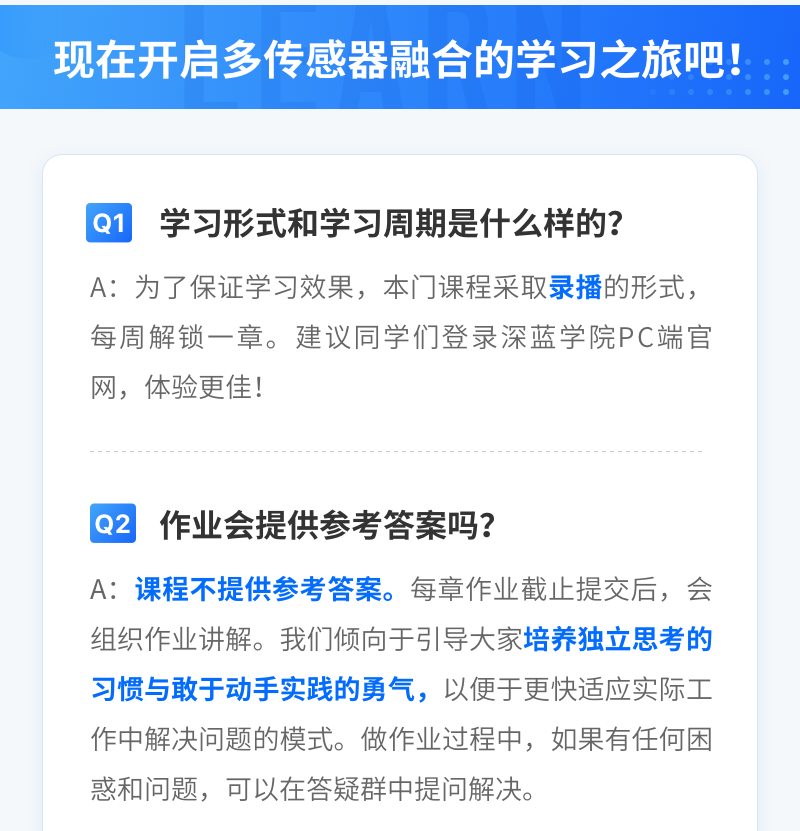 LEARN
现在开启多传感器融合的学习之旅吧！
Q1 学习形式和学习周期是什么样的？
A：为了保证学习效果，本门课程采取录播的形式，
每周解锁一章。建议同学们登录深蓝学院PC端官
网，体验更佳！
Q2 作业会提供参考答案吗？
A：课程不提供参考答案。每章作业截止提交后，会
组织作业讲解。我们倾向于引导大家培养独立思考的
习惯与敢于动手实践的勇气，以便于更快适应实际工
作中解决问题的模式。做作业过程中，如果有任何困
惑和问题，可以在答疑群中提问解决。